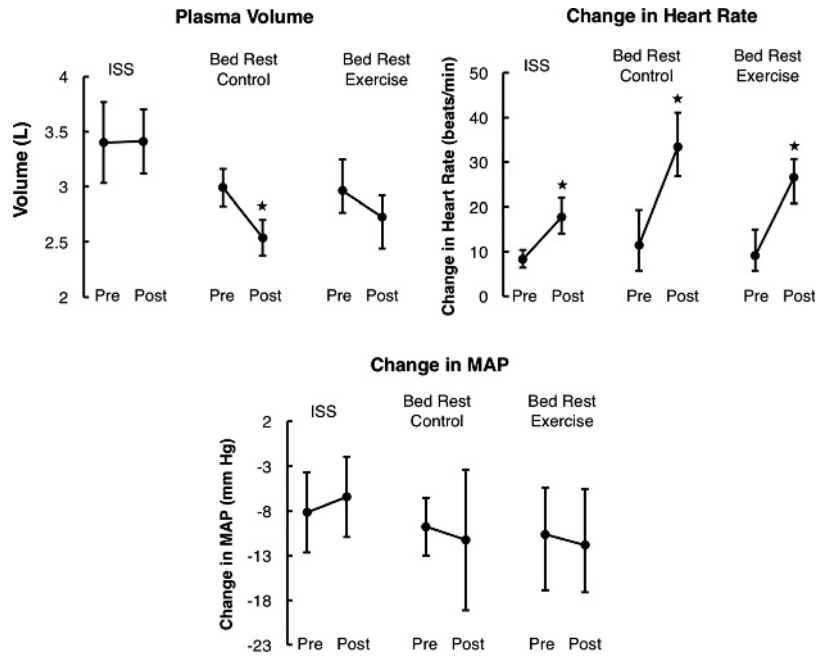 Plasma Volume
ISS
Bed Rest
Control
Bed Rest
Exercise
Volume (L)
4
3.5
3
2.5
2
★
Pre Post
Pre Post
Pre Post
Change in Heart Rate
ISS
Bed Rest
Control
Bed Rest
Exercise
Change in Heart Rate (beats/min)
50
40
30
20
10
0
★
★
★
Pre Post
Pre Post
Pre Post
Change in MAP
ISS
Bed Rest
Control
Bed Rest
Exercise
Change in MAP (mm Hg)
2
-3
-8
-13
-18
-23
Pre Post
Pre Post
Pre Post